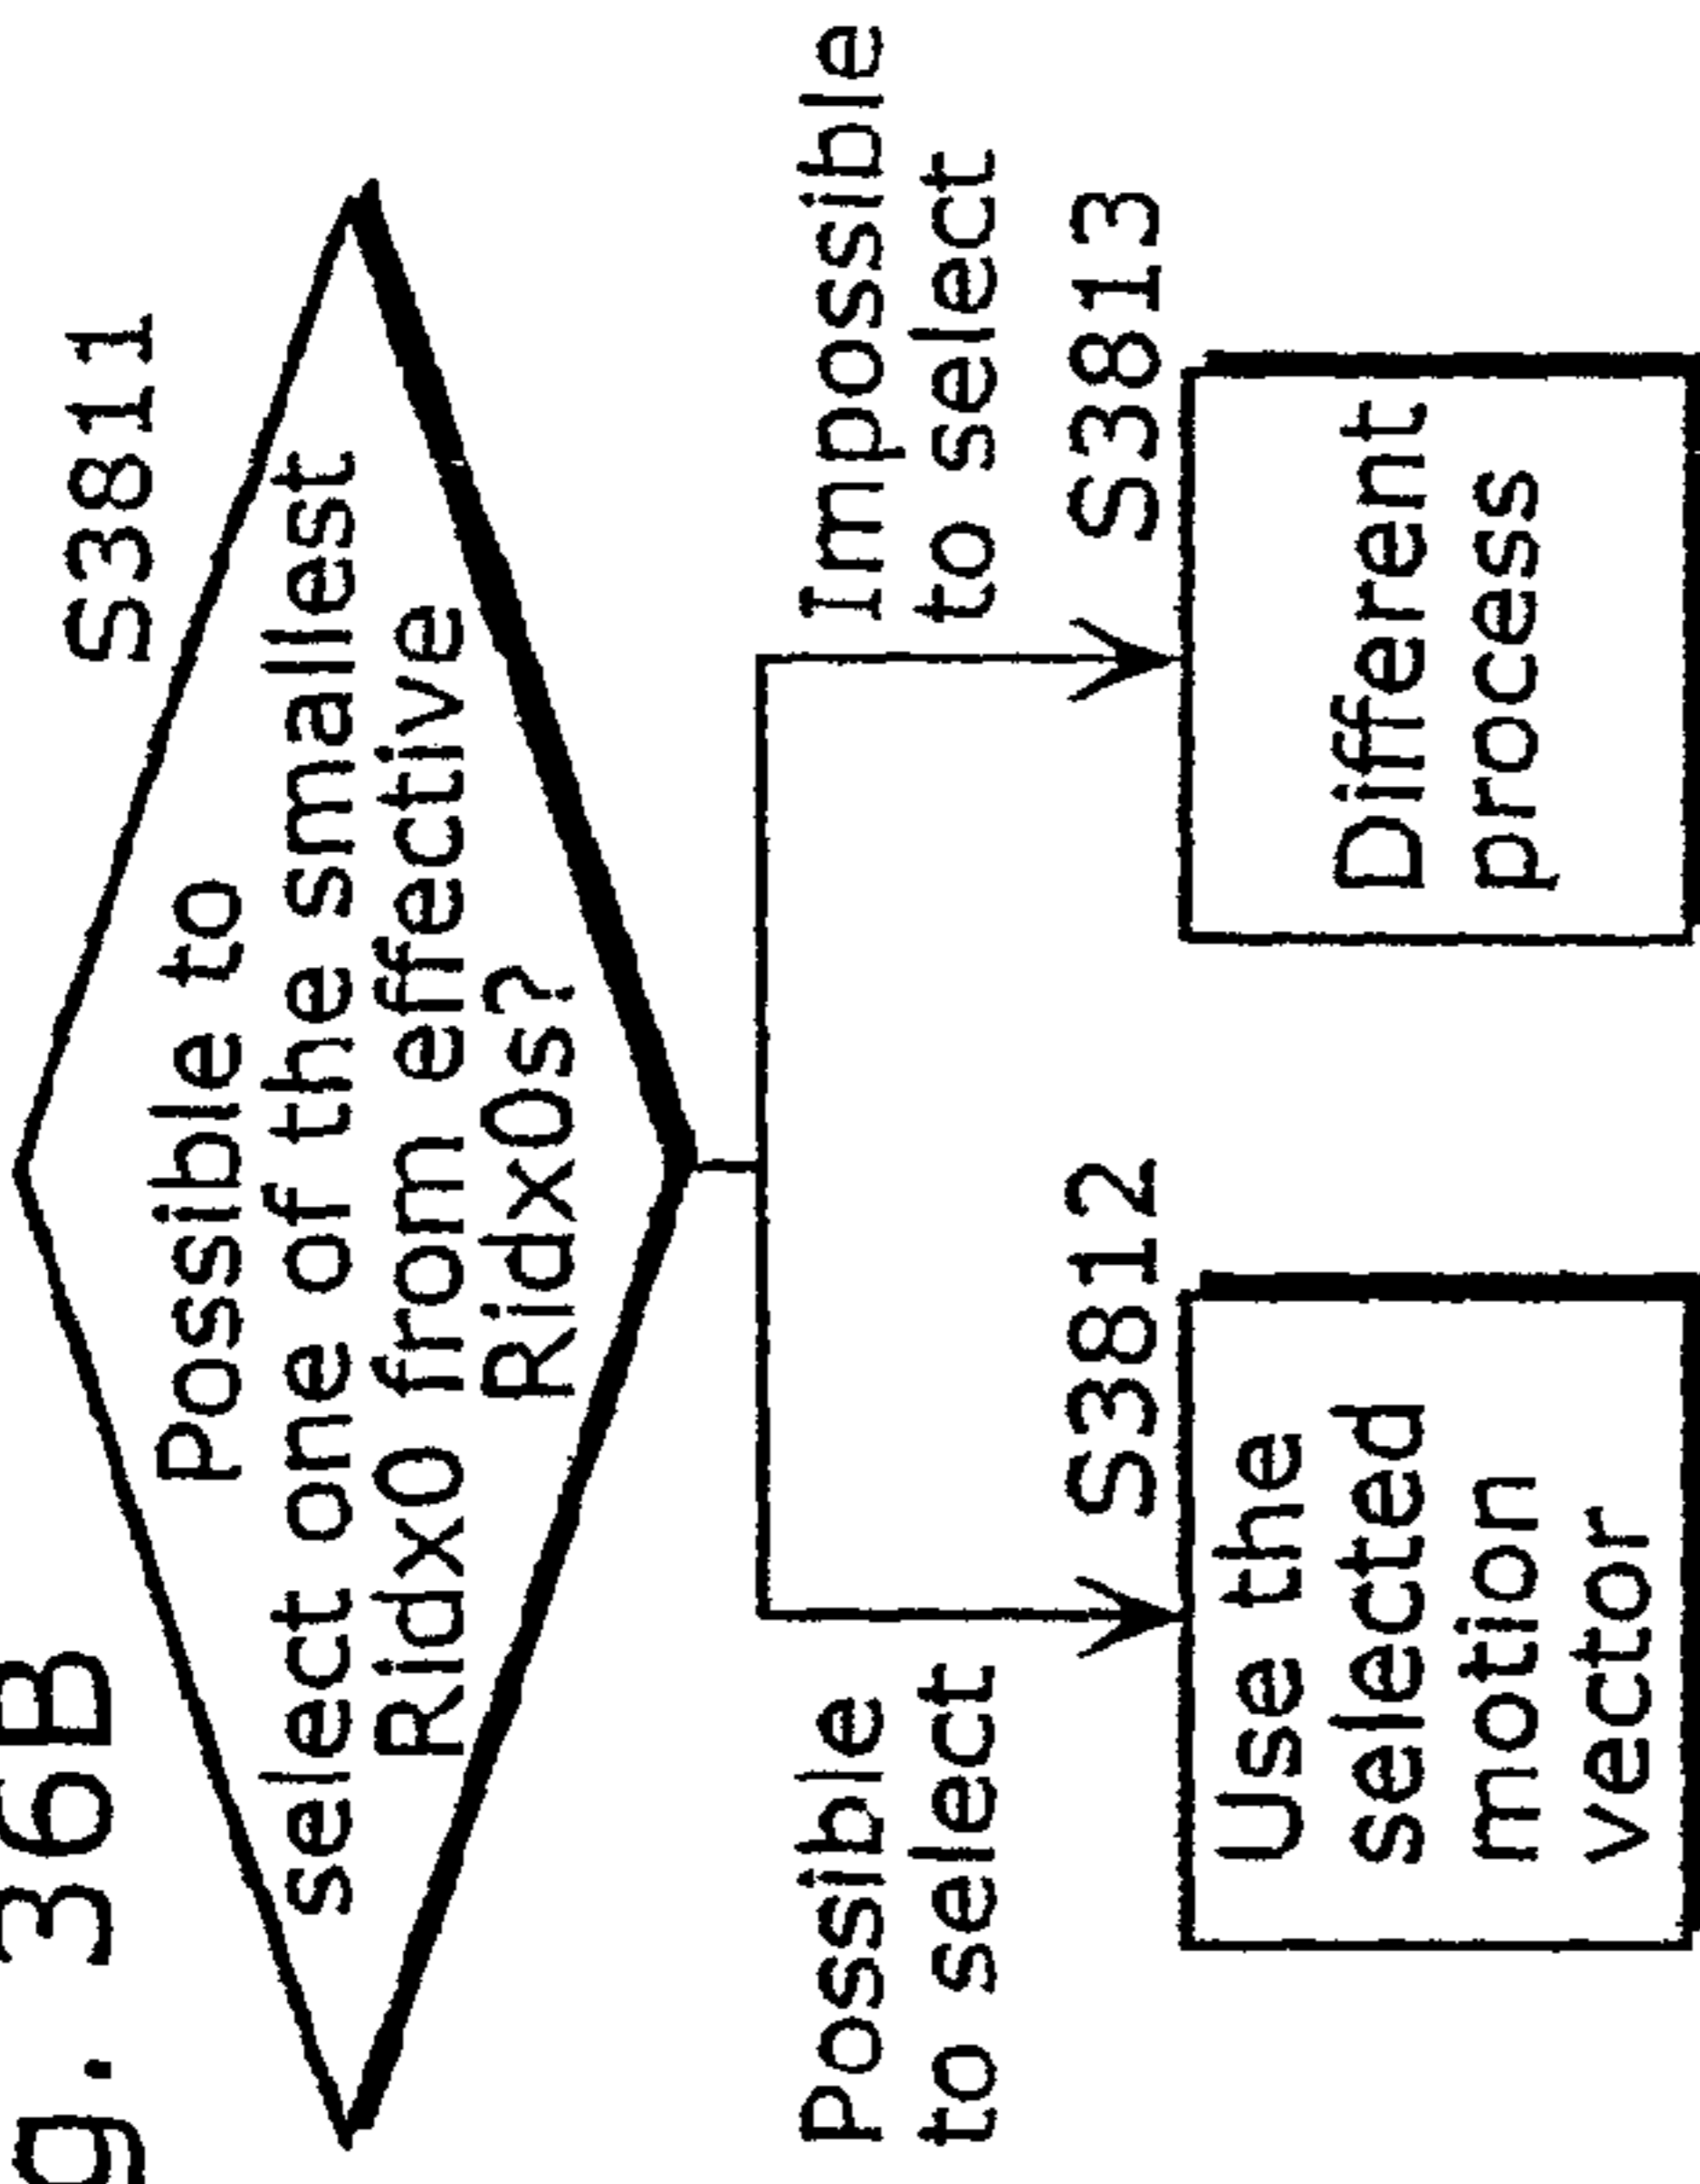 g. 36B
S3811
Possible to
select one of the smallest
Ridx0 from effective
Ridx0s?
Possible
to select
Impossible
to select
S3812
Use the
selected
motion
vector
S3813
Different
process